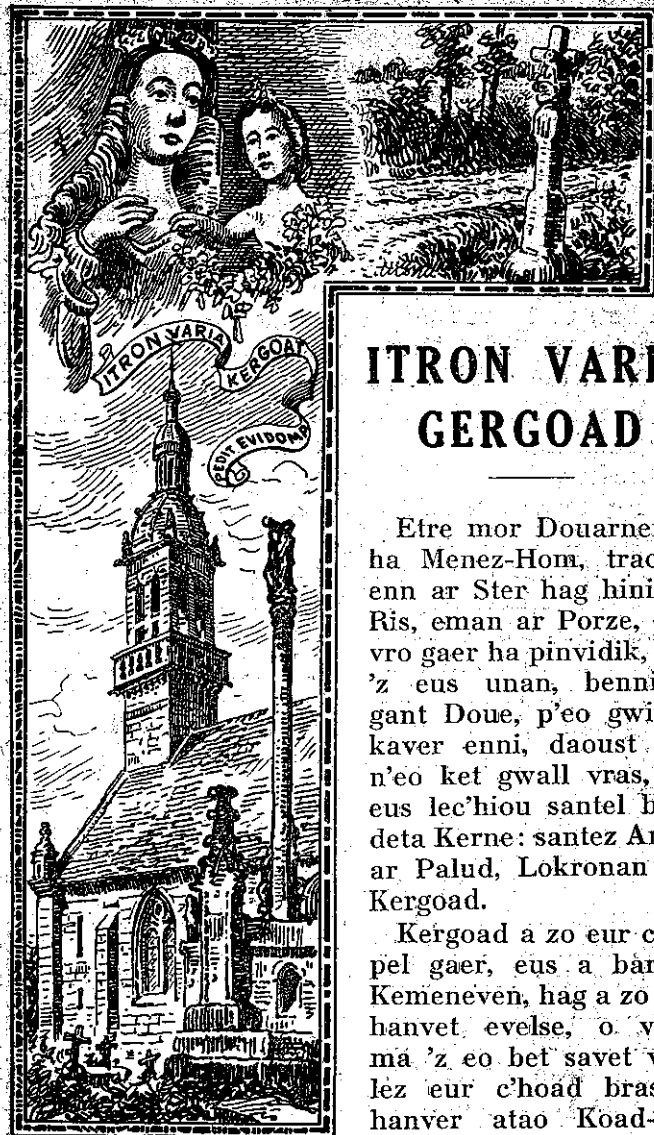 ITRON VARIA
KERGOAT
PEDIT EVIDOMP
ITRON VARI
GERGOAD
Etre mor Douarne
ha Menez-Hom, trao
enn ar Ster hag hini
Ris, eman ar Porze,
vro gaer ha pinvidik,
'z eus unan, benni
gant Doue, p'eo gwi
kaver enni, daoust
n'eo ket gwall vras,
eus lec'hiou santel b
deta Kerne: santez A
ar Palud, Lokronan
Kergoad.
Kergoad a zo eur c
pel gaer, eus a bar
Kemeneven, hag a zo
hanvet evelse, o v
ma 'z eo bet savet v
lez eur c'hoad bras
hanver atao Koad-